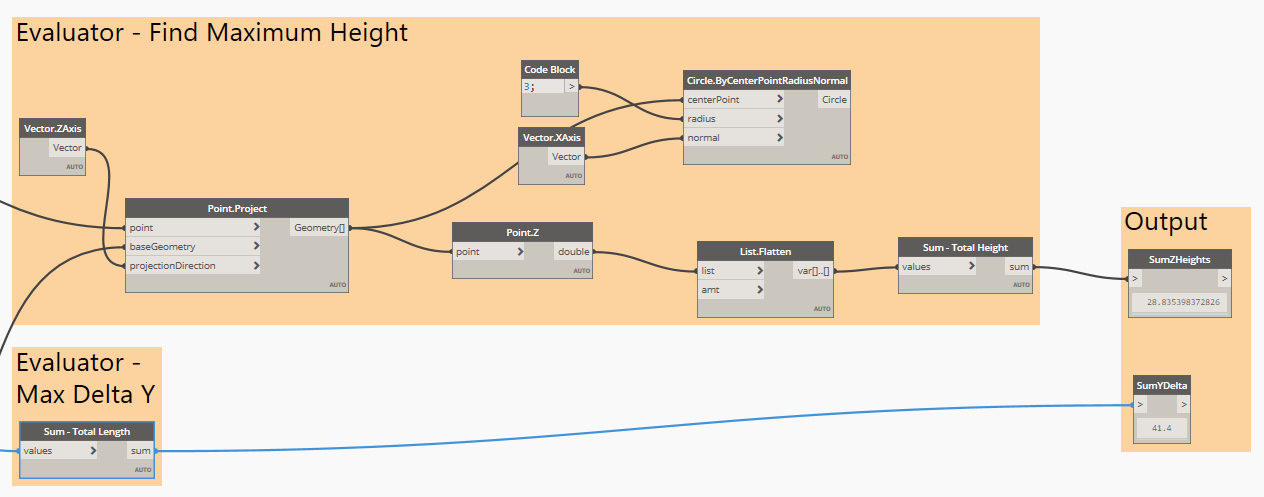 Evaluator - Find Maximum Height
Code Block
3; >
Circle.ByCenterPointRadiusNormal
centerPoint > Circle
radius >
normal >
AUTO
Vector.ZAxis
Vector
AUTO
Vector.XAxis
Vector
AUTO
Point.Project
point > Geometry[]
baseGeometry >
projectionDirection >
AUTO
Point.Z
point > double
AUTO
List.Flatten
list > var[]..[]
amt >
AUTO
Sum - Total Height
values > sum
AUTO
Output
SumZHeights
> >
28.835398372826
Evaluator -
Max Delta Y
Sum - Total Length
values > sum
AUTO
SumYDelta
> >
41.4